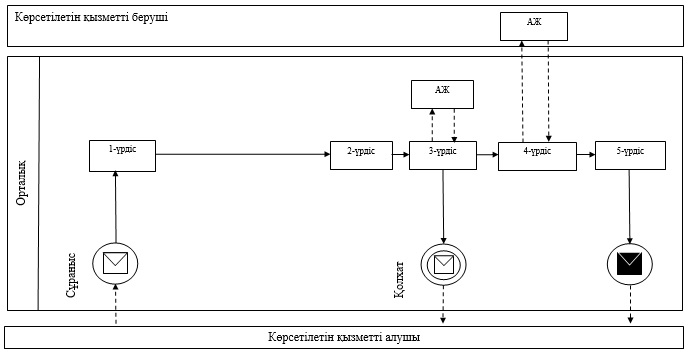 Көрсетілетін қызметті беруші
АЖ
АЖ
1-үрдіс
2-үрдіс
3-үрдіс
4-үрдіс
5-үрдіс
Орталық
Сұраныс
Қолхат
Көрсетілетін қызметті алушы